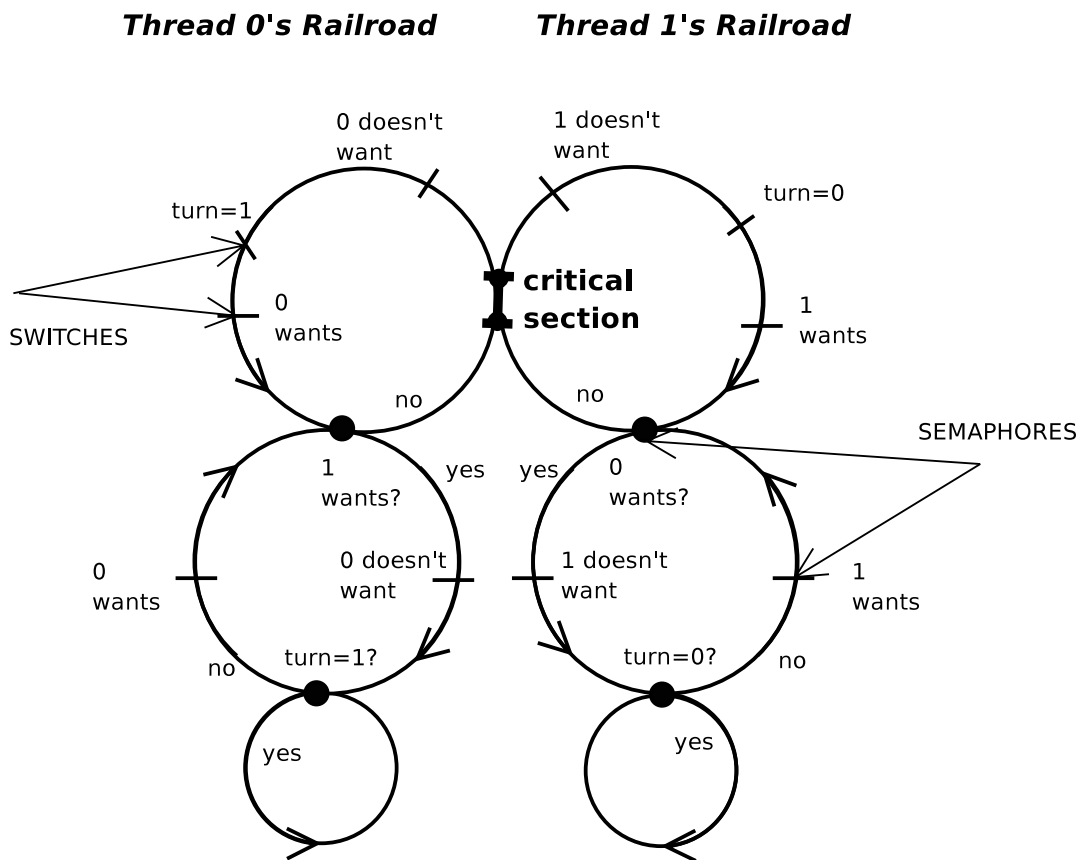 Thread 0's Railroad
Thread 1's Railroad
0 doesn't
want
1 doesn't
want
turn=1
turn=0
critical
section
0
wants
1
wants
SWITCHES
no
no
SEMAPHORES
1
wants?
yes
yes
0
wants?
0
wants
0 doesn't
want
1 doesn't
want
1
wants
no
turn=1?
turn=0?
no
yes
yes